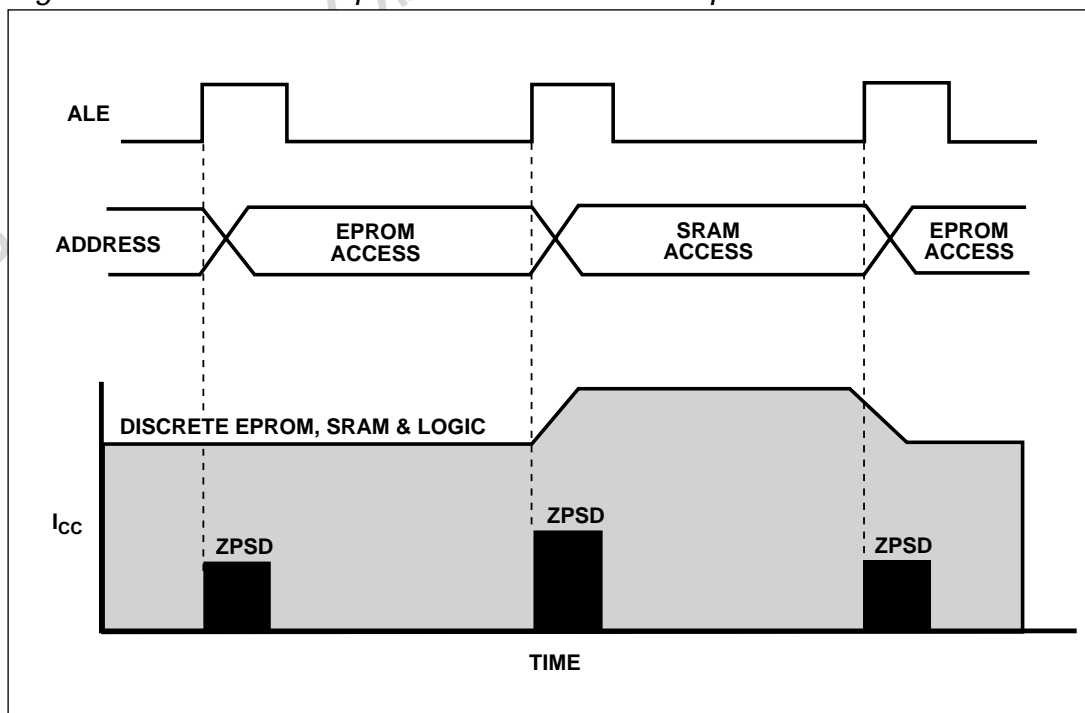 ALE
ADDRESS
EPROM
ACCESS
SRAM
ACCESS
EPROM
ACCESS
DISCRETE EPROM, SRAM & LOGIC
ICC
ZPSD
ZPSD
ZPSD
TIME